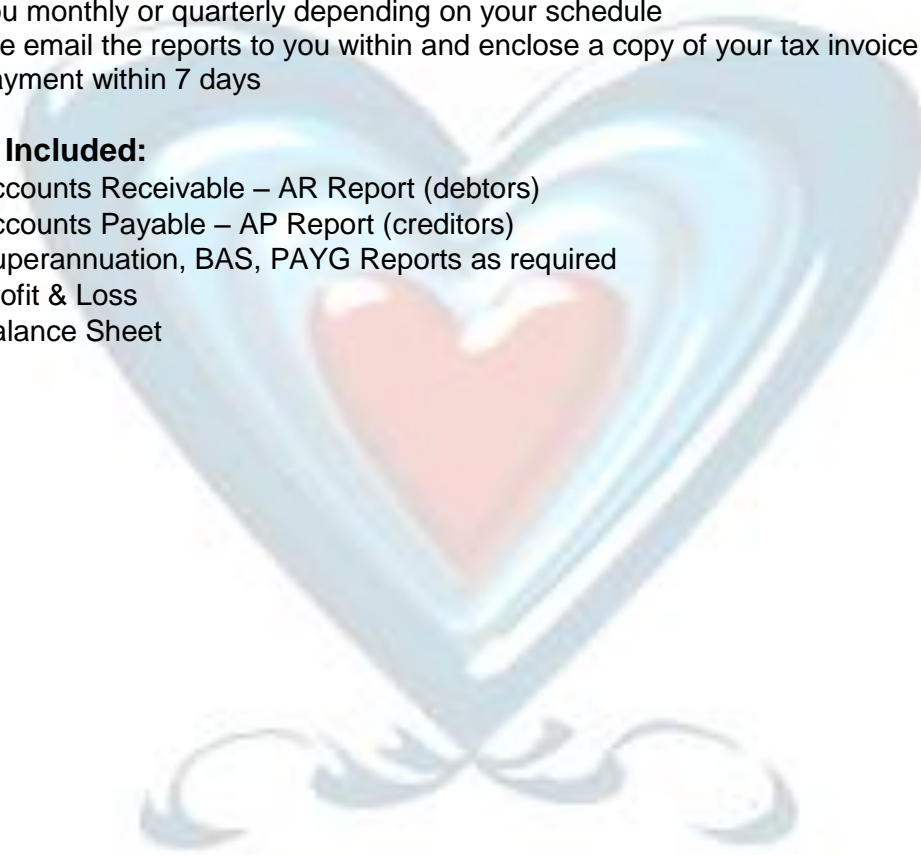 ou monthly or quarterly depending on your schedule
e email the reports to you within and enclose a copy of your tax invoice
ayment within 7 days
Included:
ccounts Receivable – AR Report (debtors)
ccounts Payable – AP Report (creditors)
uperannuation, BAS, PAYG Reports as required
ofit & Loss
alance Sheet